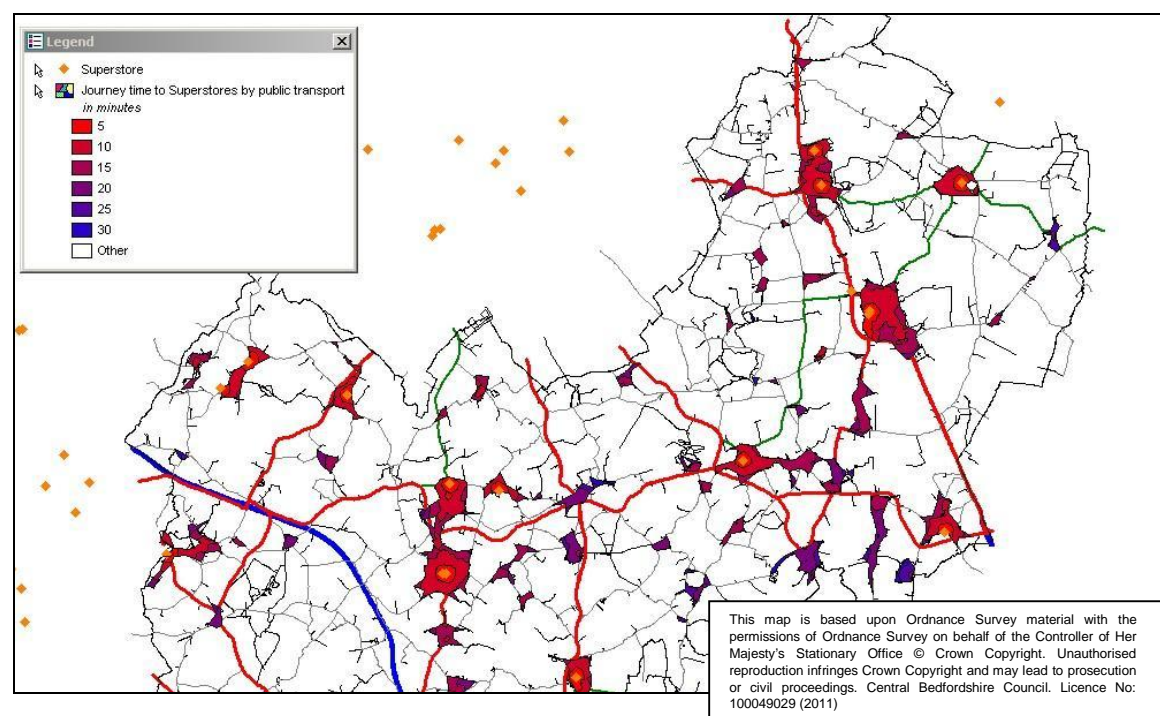 Legend
Superstore
Journey time to Superstores by public transport
in minutes
5
10
15
20
25
30
Other
This map is based upon Ordnance Survey material with the
permissions of Ordnance Survey on behalf of the Controller of Her
Majesty's Stationary Office © Crown Copyright. Unauthorised
reproduction infringes Crown Copyright and may lead to prosecution
or civil proceedings. Central Bedfordshire Council. Licence No:
100049029 (2011)